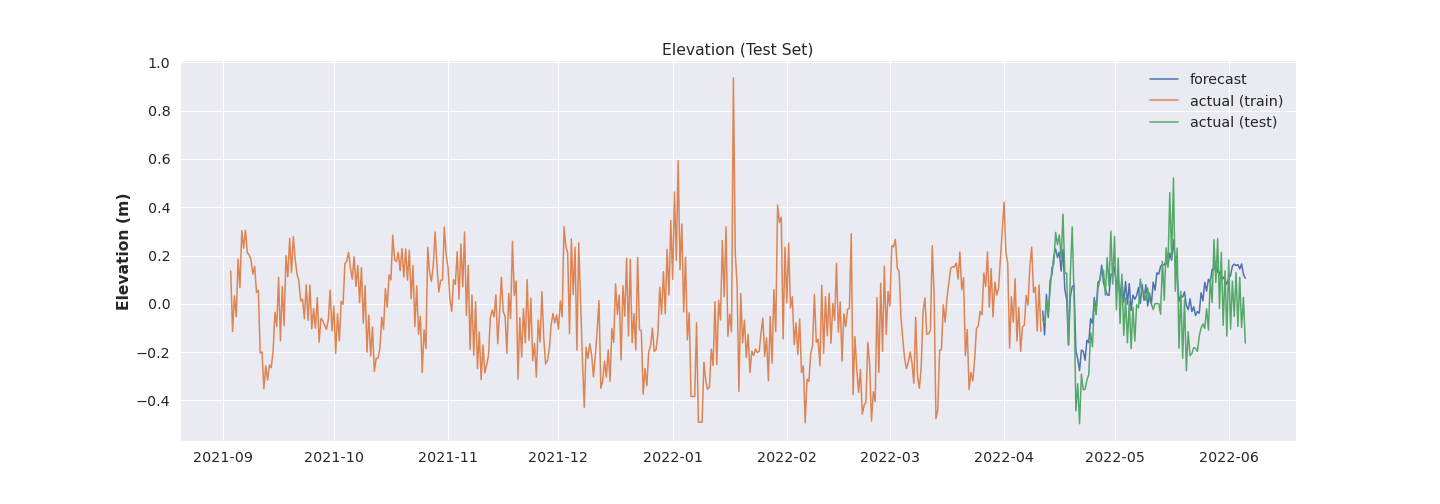 Elevation (Test Set)
Elevation (m)
1.0
0.8
0.6
0.4
0.2
0.0
−0.2
−0.4
forecast
actual (train)
actual (test)
2021-09 2021-10 2021-11 2021-12 2022-01 2022-02 2022-03 2022-04 2022-05 2022-06